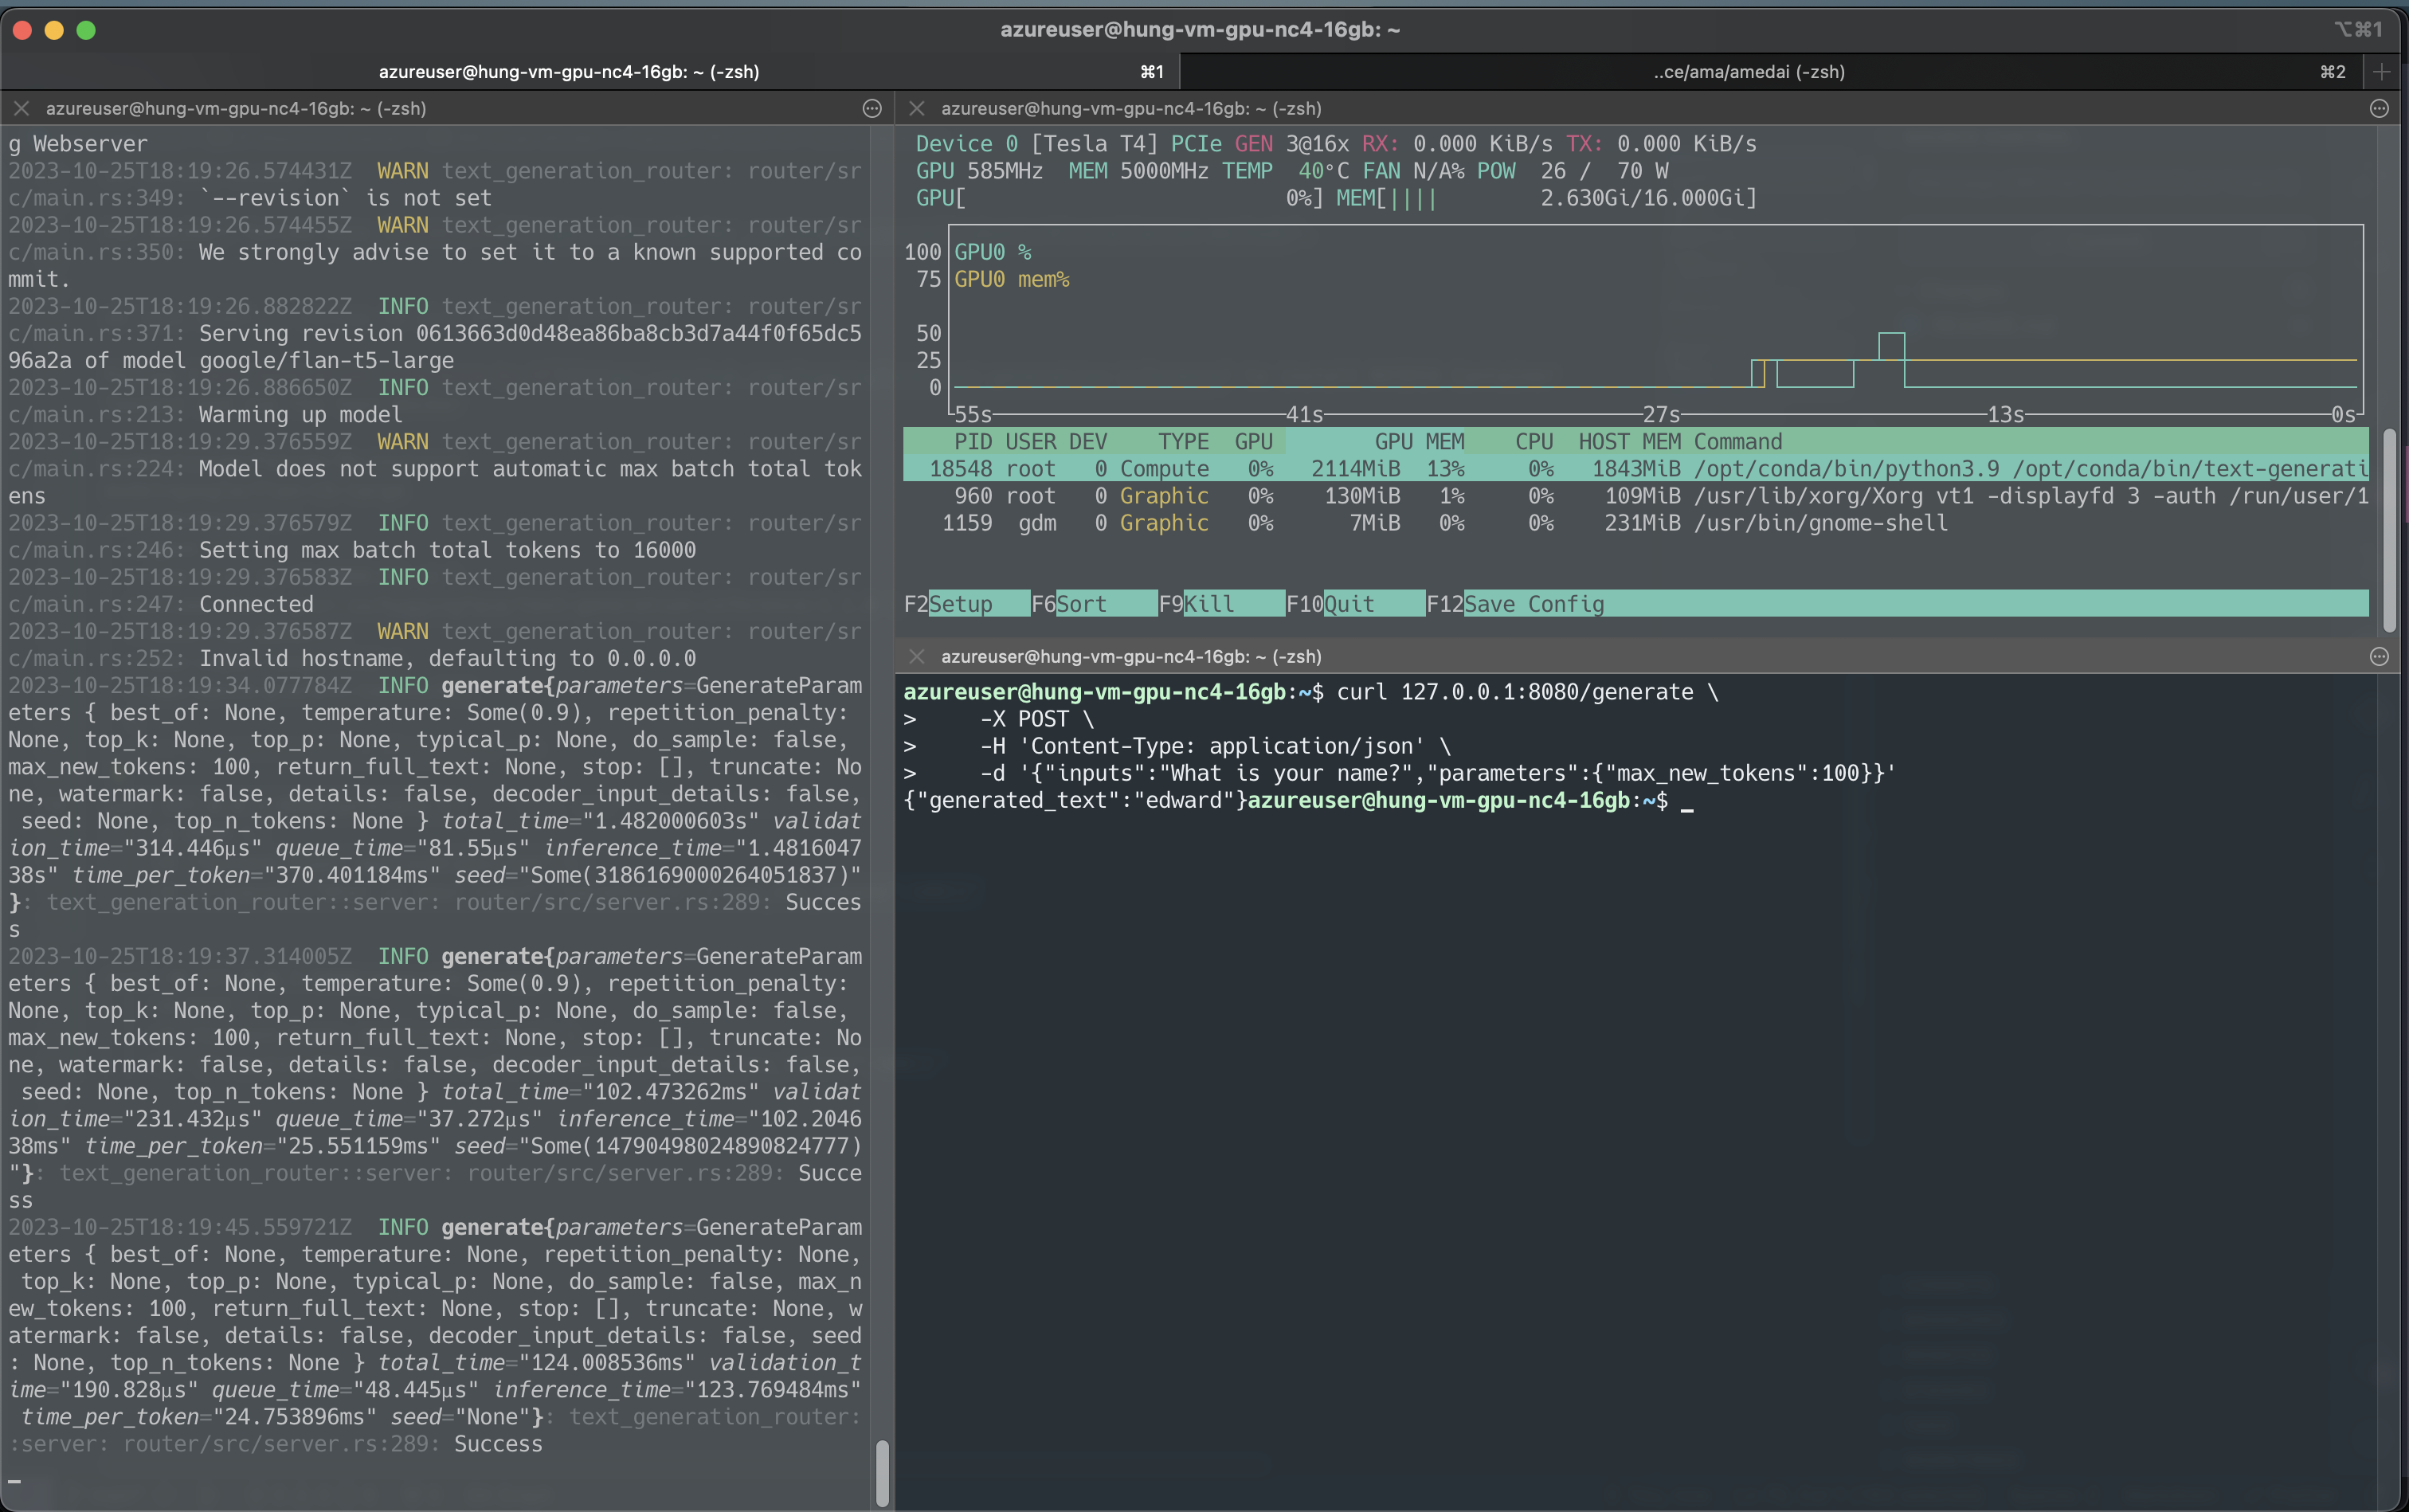 azureuser@hung-vm-gpu-nc4-16gb: ~
⌥⌘1
azureuser@hung-vm-gpu-nc4-16gb: ~ (-zsh)
⌘1
..ce/ama/amedai (-zsh)
⌘2
azureuser@hung-vm-gpu-nc4-16gb: ~ (-zsh)
g Webserver
2023-10-25T18:19:26.574431Z  WARN text_generation_router: router/sr
c/main.rs:349: `--revision` is not set
2023-10-25T18:19:26.574455Z  WARN text_generation_router: router/sr
c/main.rs:350: We strongly advise to set it to a known supported co
mmit.
2023-10-25T18:19:26.882822Z  INFO text_generation_router: router/sr
c/main.rs:371: Serving revision 0613663d0d48ea86ba8cb3d7a44f0f65dc5
96a2a of model google/flan-t5-large
2023-10-25T18:19:26.886650Z  INFO text_generation_router: router/sr
c/main.rs:213: Warming up model
2023-10-25T18:19:29.376559Z  WARN text_generation_router: router/sr
c/main.rs:224: Model does not support automatic max batch total tok
ens
2023-10-25T18:19:29.376579Z  INFO text_generation_router: router/sr
c/main.rs:246: Setting max batch total tokens to 16000
2023-10-25T18:19:29.376583Z  INFO text_generation_router: router/sr
c/main.rs:247: Connected
2023-10-25T18:19:29.376587Z  WARN text_generation_router: router/sr
c/main.rs:252: Invalid hostname, defaulting to 0.0.0.0
2023-10-25T18:19:34.077784Z  INFO generate{parameters=GenerateParam
eters { best_of: None, temperature: Some(0.9), repetition_penalty:
None, top_k: None, top_p: None, typical_p: None, do_sample: false,
max_new_tokens: 100, return_full_text: None, stop: [], truncate: No
ne, watermark: false, details: false, decoder_input_details: false,
 seed: None, top_n_tokens: None } total_time="1.482000603s" validat
ion_time="314.446µs" queue_time="81.55µs" inference_time="1.4816047
38s" time_per_token="370.401184ms" seed="Some(3186169000264051837)"
}: text_generation_router::server: router/src/server.rs:289: Succes
s
2023-10-25T18:19:37.314005Z  INFO generate{parameters=GenerateParam
eters { best_of: None, temperature: Some(0.9), repetition_penalty:
None, top_k: None, top_p: None, typical_p: None, do_sample: false,
max_new_tokens: 100, return_full_text: None, stop: [], truncate: No
ne, watermark: false, details: false, decoder_input_details: false,
 seed: None, top_n_tokens: None } total_time="102.473262ms" validat
ion_time="231.432µs" queue_time="37.272µs" inference_time="102.2046
38ms" time_per_token="25.551159ms" seed="Some(14790498024890824777)
"}: text_generation_router::server: router/src/server.rs:289: Succe
ss
2023-10-25T18:19:45.559721Z  INFO generate{parameters=GenerateParam
eters { best_of: None, temperature: None, repetition_penalty: None,
 top_k: None, top_p: None, typical_p: None, do_sample: false, max_n
ew_tokens: 100, return_full_text: None, stop: [], truncate: None, w
atermark: false, details: false, decoder_input_details: false, seed
: None, top_n_tokens: None } total_time="124.008536ms" validation_t
ime="190.828µs" queue_time="48.445µs" inference_time="123.769484ms"
 time_per_token="24.753896ms" seed="None"}: text_generation_router:
:server: router/src/server.rs:289: Success
azureuser@hung-vm-gpu-nc4-16gb: ~ (-zsh)
Device 0 [Tesla T4] PCIe GEN 3@16x RX: 0.000 KiB/s TX: 0.000 KiB/s
GPU 585MHz  MEM 5000MHz TEMP  40°C FAN N/A% POW  26 /  70 W
GPU[                         0%] MEM[||||        2.630Gi/16.000Gi]
100 GPU0 %
75 GPU0 mem%
50
25
0
55s 41s 27s 13s 0s
PID USER DEV    TYPE  GPU        GPU MEM    CPU  HOST MEM Command
18548 root   0 Compute   0%   2114MiB  13%     0%   1843MiB /opt/conda/bin/python3.9 /opt/conda/bin/text-generati
960 root   0 Graphic   0%    130MiB   1%     0%    109MiB /usr/lib/xorg/Xorg vt1 -displayfd 3 -auth /run/user/1
1159  gdm   0 Graphic   0%      7MiB   0%     0%    231MiB /usr/bin/gnome-shell
F2Setup   F6Sort    F9Kill    F10Quit    F12Save Config
azureuser@hung-vm-gpu-nc4-16gb: ~ (-zsh)
azureuser@hung-vm-gpu-nc4-16gb:~$ curl 127.0.0.1:8080/generate \
>     -X POST \
>     -H 'Content-Type: application/json' \
>     -d '{"inputs":"What is your name?","parameters":{"max_new_tokens":100}}'
{"generated_text":"edward"}azureuser@hung-vm-gpu-nc4-16gb:~$ _